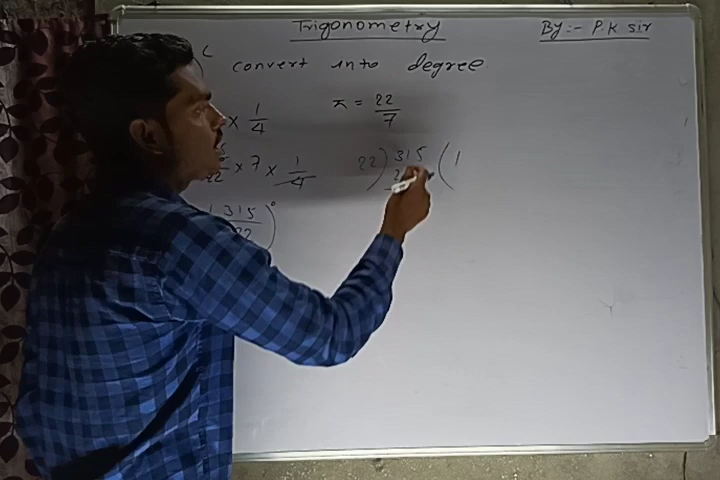 Trigonometry
By :- P.K sir
)ᶜ convert into degree
× 1/4
π = 22/7
22 × 7 × 1/4
22 ) 315 ( 1
( 315/22 )°